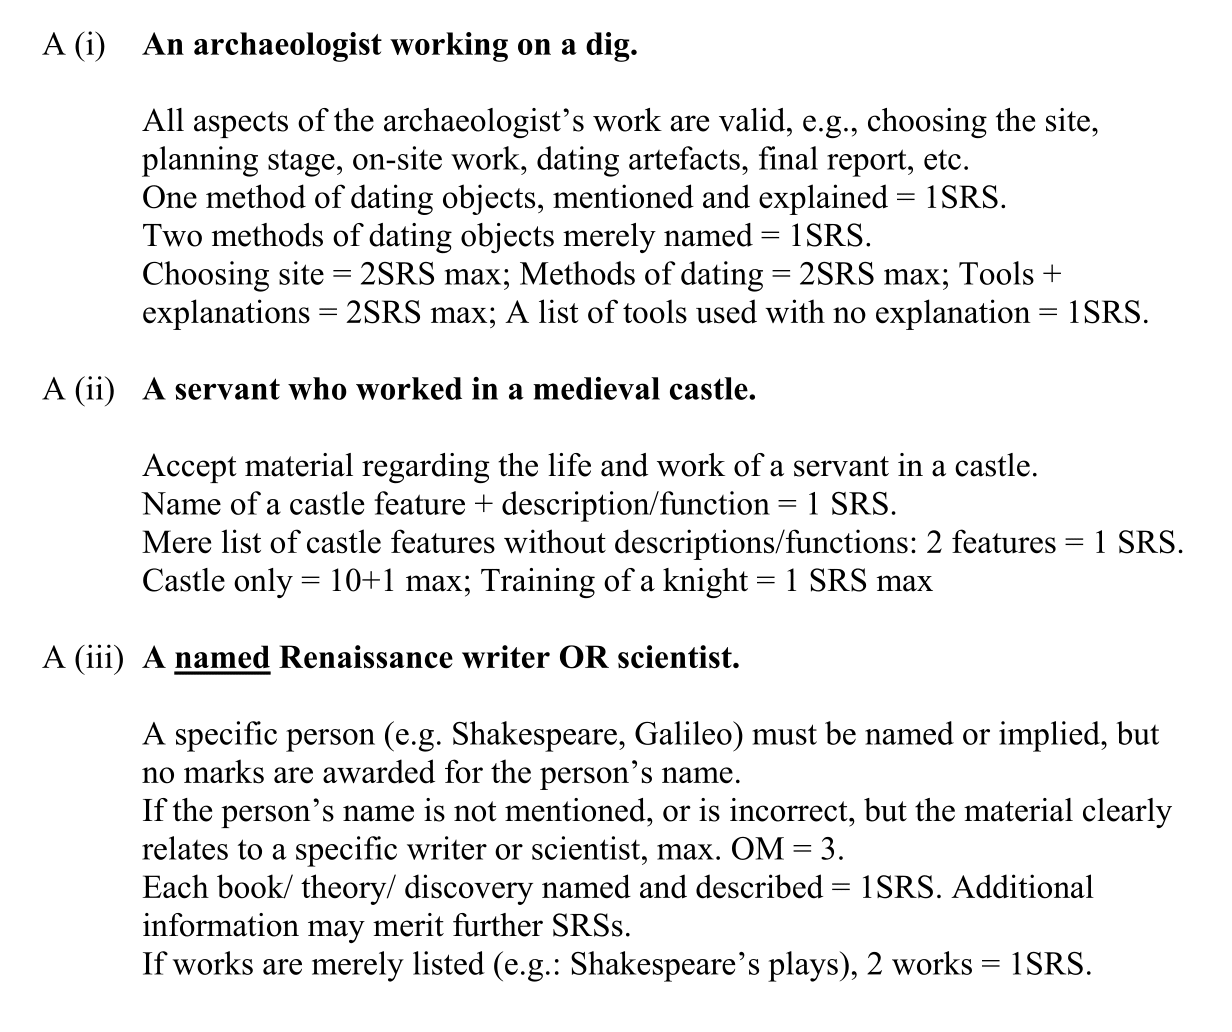 A (i) An archaeologist working on a dig.
All aspects of the archaeologist’s work are valid, e.g., choosing the site,
planning stage, on-site work, dating artefacts, final report, etc.
One method of dating objects, mentioned and explained = 1SRS.
Two methods of dating objects merely named = 1SRS.
Choosing site = 2SRS max; Methods of dating = 2SRS max; Tools +
explanations = 2SRS max; A list of tools used with no explanation = 1SRS.
A (ii) A servant who worked in a medieval castle.
Accept material regarding the life and work of a servant in a castle.
Name of a castle feature + description/function = 1 SRS.
Mere list of castle features without descriptions/functions: 2 features = 1 SRS.
Castle only = 10+1 max; Training of a knight = 1 SRS max
A (iii) A named Renaissance writer OR scientist.
A specific person (e.g. Shakespeare, Galileo) must be named or implied, but
no marks are awarded for the person’s name.
If the person’s name is not mentioned, or is incorrect, but the material clearly
relates to a specific writer or scientist, max. OM = 3.
Each book/ theory/ discovery named and described = 1SRS. Additional
information may merit further SRSs.
If works are merely listed (e.g.: Shakespeare’s plays), 2 works = 1SRS.